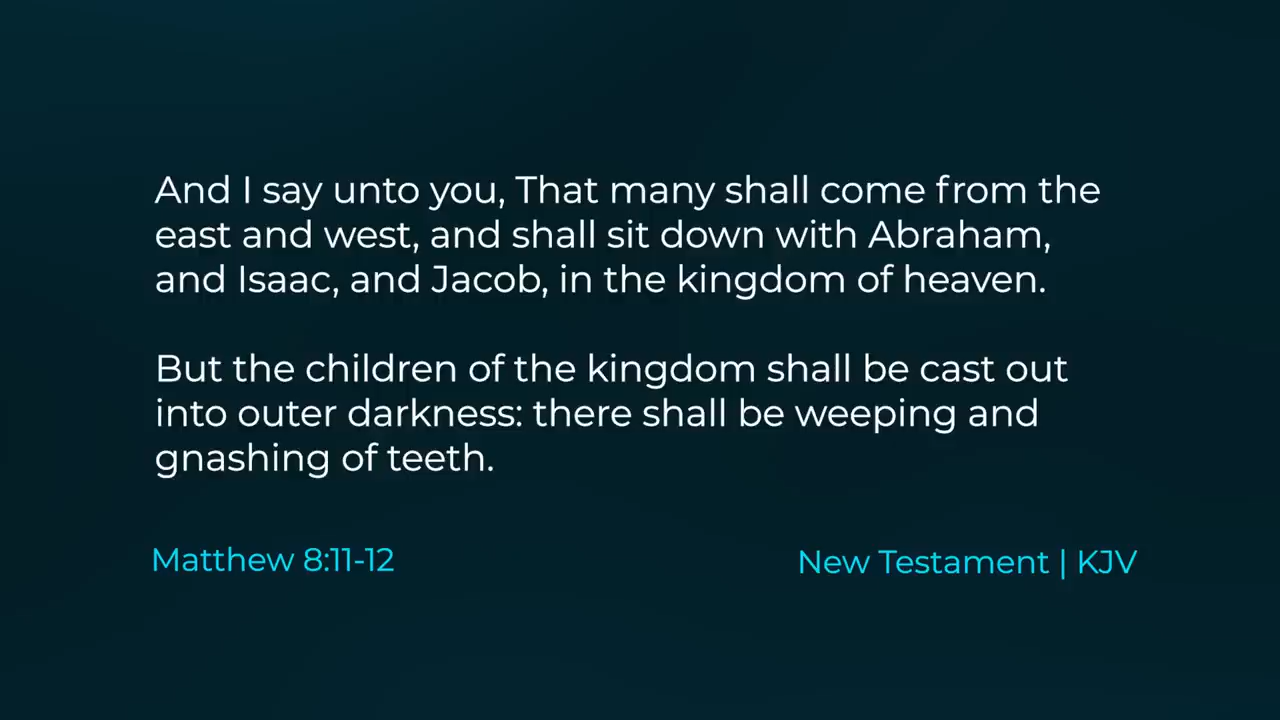 And I say unto you, That many shall come from the
east and west, and shall sit down with Abraham,
and Isaac, and Jacob, in the kingdom of heaven.
But the children of the kingdom shall be cast out
into outer darkness: there shall be weeping and
gnashing of teeth.
Matthew 8:11-12
New Testament | KJV